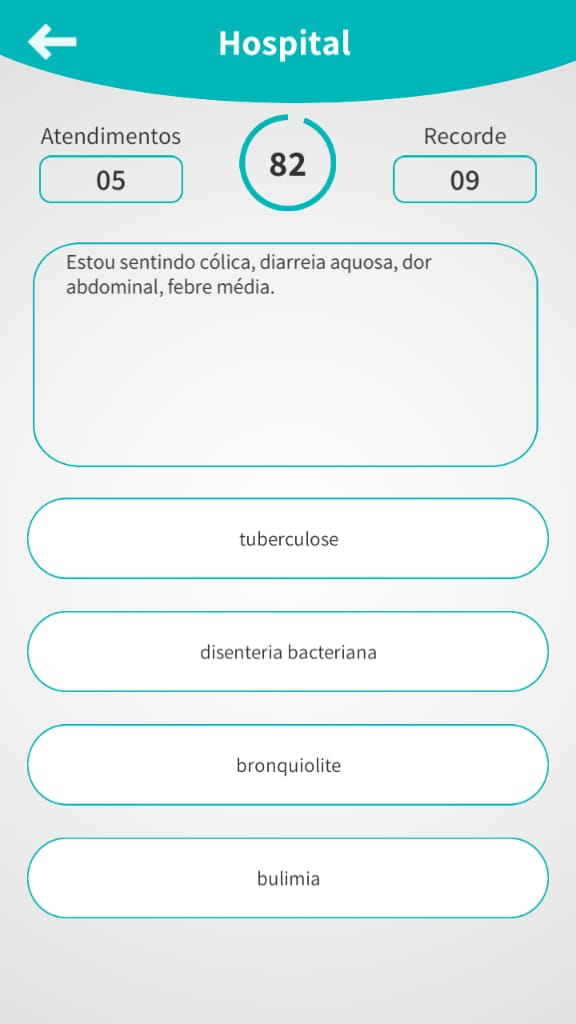 Hospital
Atendimentos
82
Recorde
05
09
Estou sentindo cólica, diarreia aquosa, dor
abdominal, febre média.
tuberculose
disenteria bacteriana
bronquiolite
bulimia